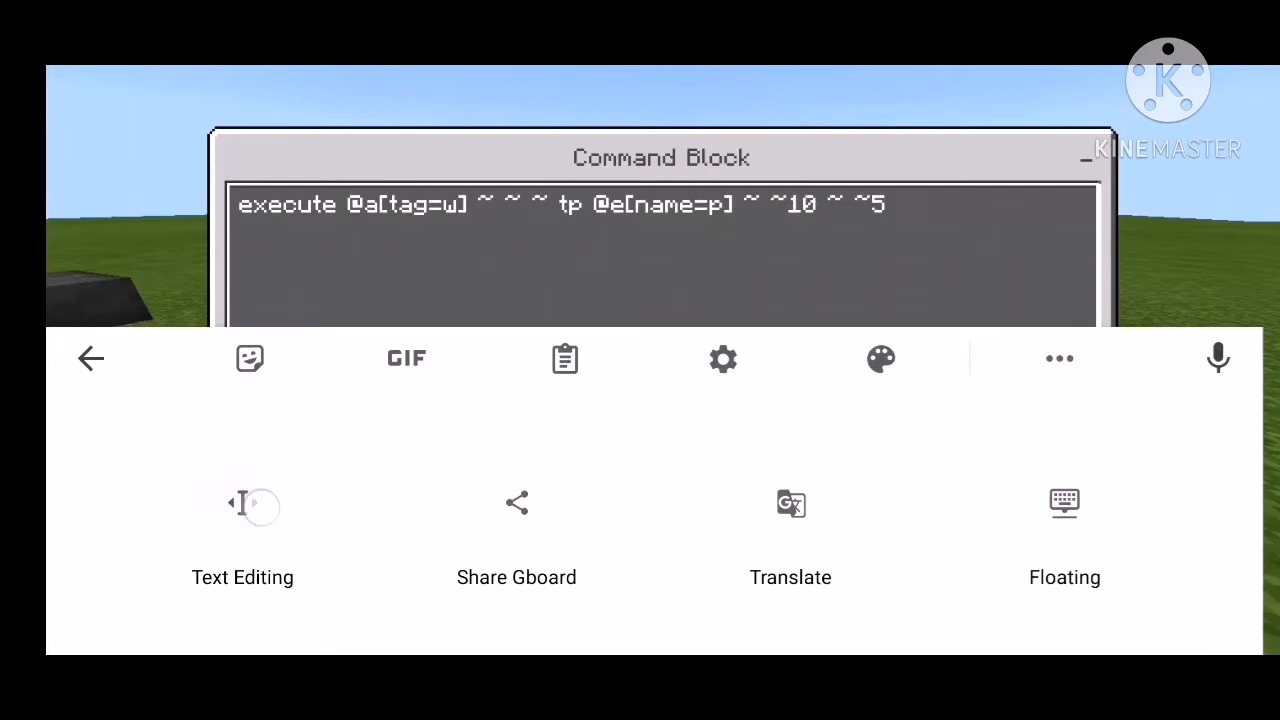 K
KINEMASTER
Command Block
execute @a[tag=w] ~ ~ ~ tp @e[name=p] ~ ~10 ~ ~5
GIF
G
Text Editing
Share Gboard
Translate
Floating